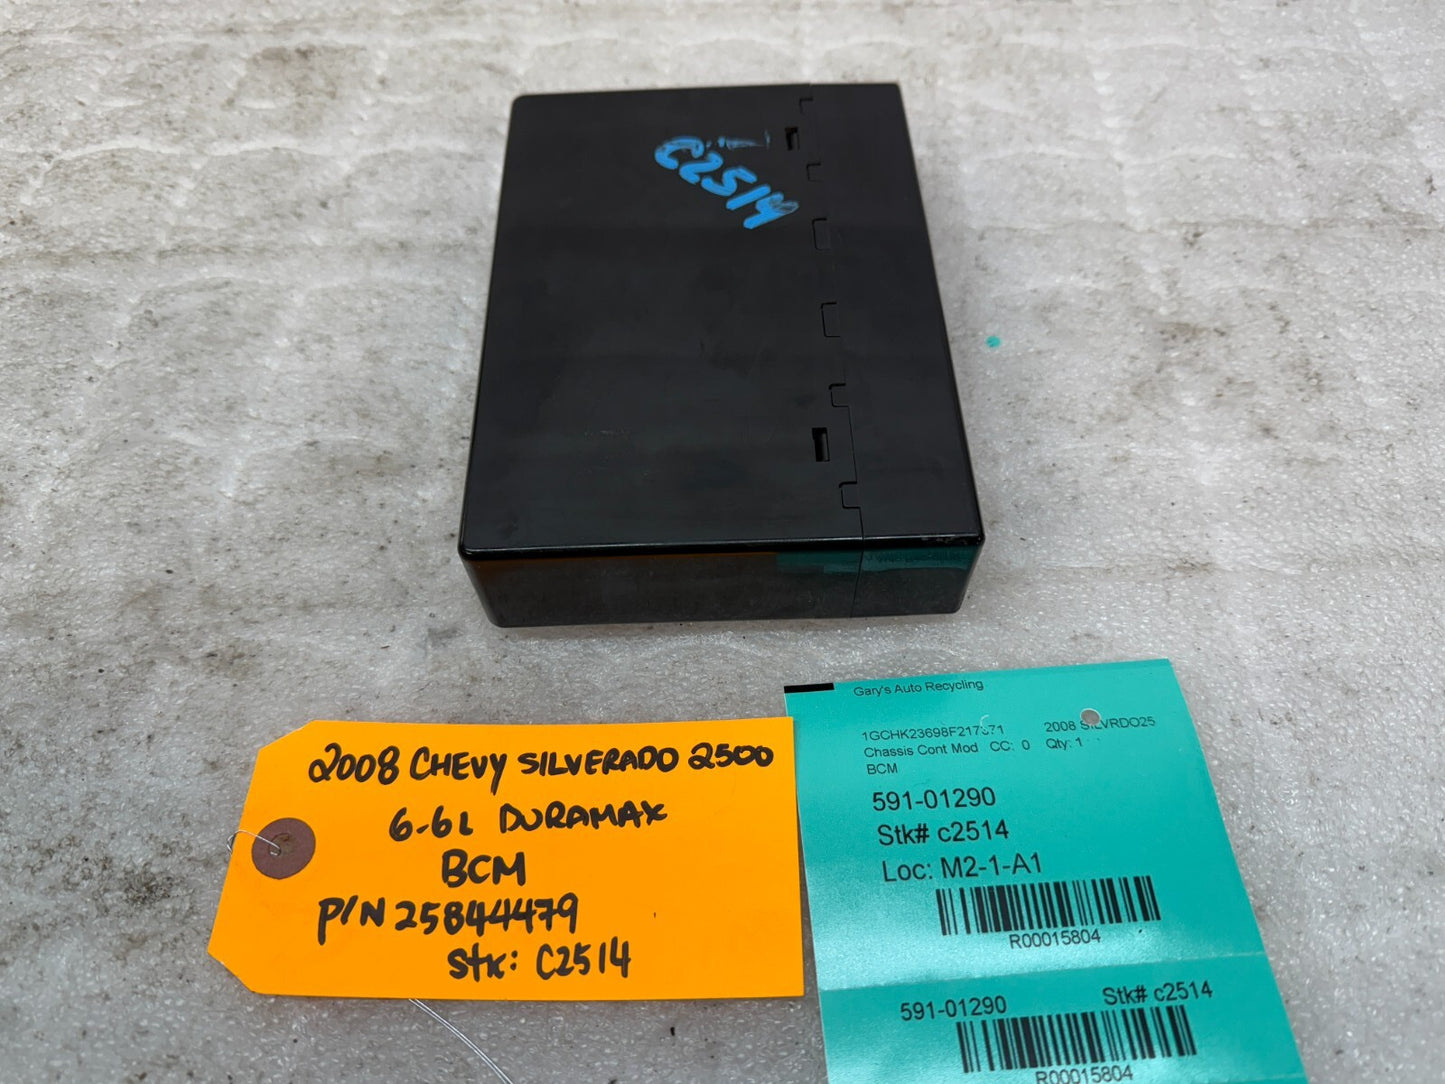 C2514
2008 CHEVY SILVERADO 2500
6.6L DURAMAX
BCM
P/N 25844479
Stk: C2514
Gary's Auto Recycling
2008 SILVRDO25
Chassis Cont Mod CC: 0 Qty: 1
BCM
591-01290
Stk# c2514
Loc: M2-1-A1
R00015804
591-01290 Stk# c2514
R00015804